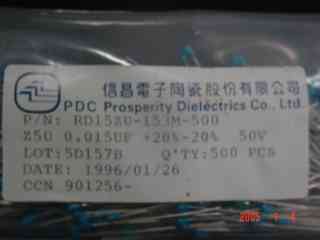 信昌電子陶瓷股份有限公司
PDC Prosperity Dielectrics Co., Ltd.
P/N: RD15ZU-153M-500
Z5U 0.015UF +20%-20% 50V
LOT:5D157B Q'TY:500 PCS
DATE: 1996/01/26
CCN 901256-